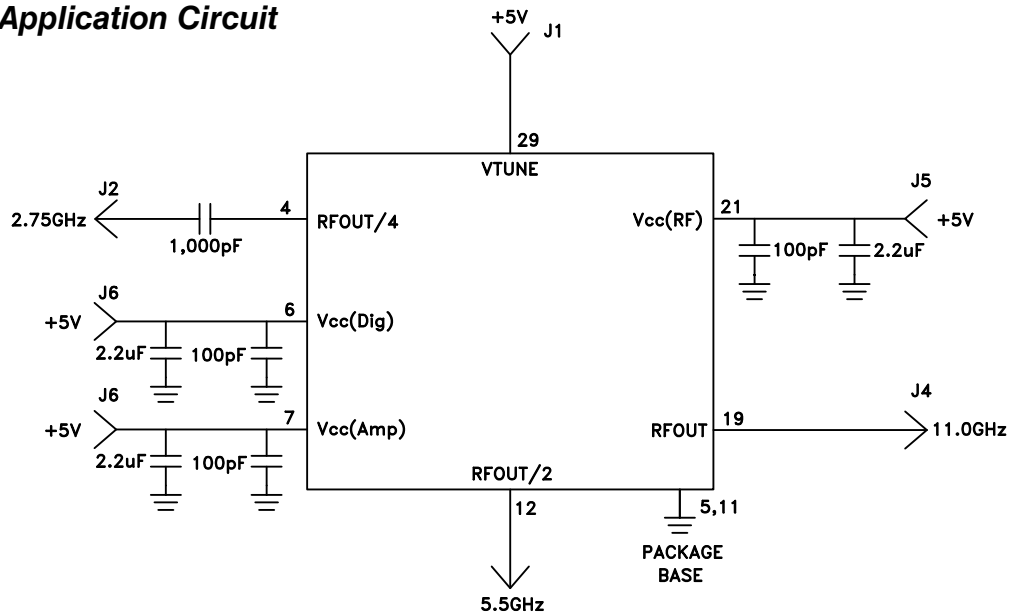 Application Circuit
+5V
J1
29
VTUNE
J2
2.75GHz
1,000pF
4
RFOUT/4
J6
+5V
2.2uF
100pF
6
Vcc(Dig)
J6
+5V
2.2uF
100pF
7
Vcc(Amp)
Vcc(RF)
21
J5
+5V
100pF
2.2uF
RFOUT
19
J4
11.0GHz
RFOUT/2
12
5.5GHz
5,11
PACKAGE
BASE